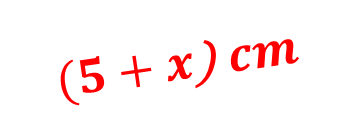 (5 + x) cm